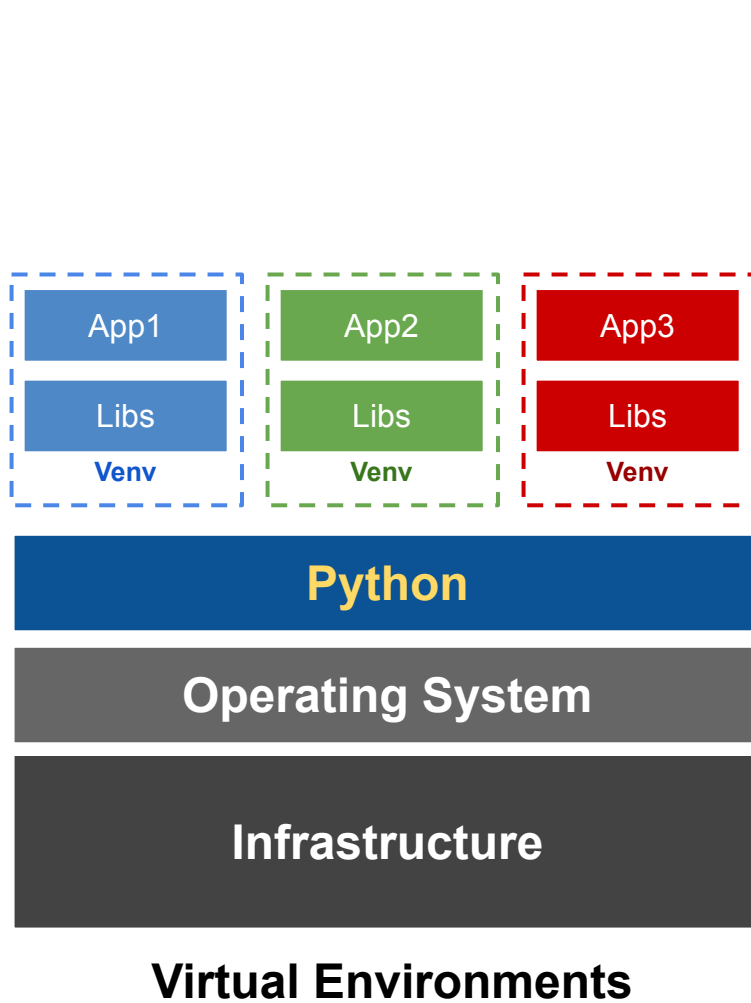 App1 App2 App3
Libs Libs Libs
Venv Venv Venv
Python
Operating System
Infrastructure
Virtual Environments